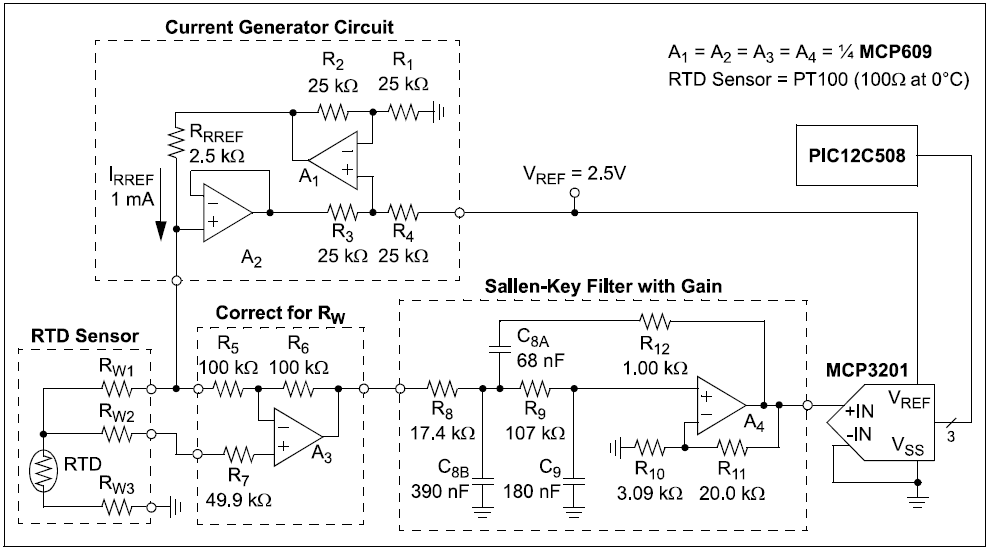 Current Generator Circuit
A1 = A2 = A3 = A4 = ¼ MCP609
RTD Sensor = PT100 (100Ω at 0°C)
R2
25 kΩ
R1
25 kΩ
RRREF
2.5 kΩ
IRREF
1 mA
A1
−
+
−
+
A2
R3
25 kΩ
R4
25 kΩ
VREF = 2.5V
PIC12C508
Sallen-Key Filter with Gain
Correct for RW
RTD Sensor
RW1
RW2
RTD
RW3
R5
100 kΩ
R6
100 kΩ
−
+
A3
R7
49.9 kΩ
C8A
68 nF
R12
1.00 kΩ
R8
17.4 kΩ
R9
107 kΩ
C8B
390 nF
C9
180 nF
+
−
A4
R10
3.09 kΩ
R11
20.0 kΩ
MCP3201
VREF
+IN
-IN
VSS
3